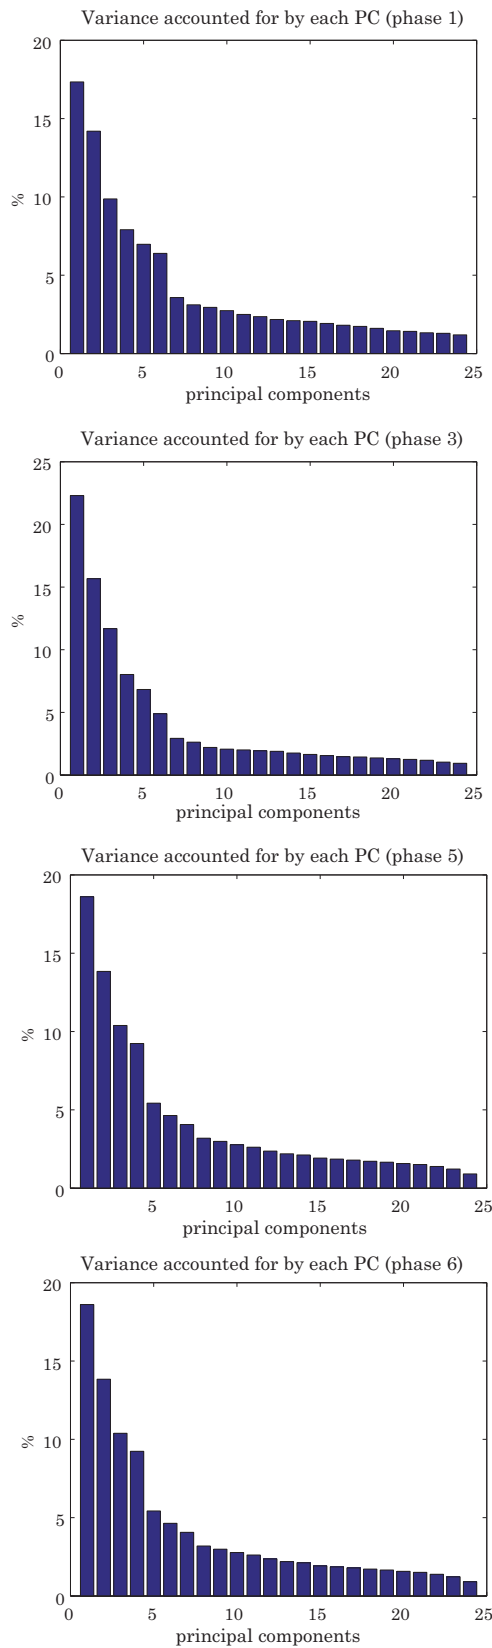 Variance accounted for by each PC (phase 1)
20
15
%
10
5
0
0 5 10 15 20 25
principal components
Variance accounted for by each PC (phase 3)
25
20
15
%
10
5
0
0 5 10 15 20 25
principal components
Variance accounted for by each PC (phase 5)
20
15
%
10
5
0
5 10 15 20 25
principal components
Variance accounted for by each PC (phase 6)
20
15
%
10
5
0
0 5 10 15 20 25
principal components